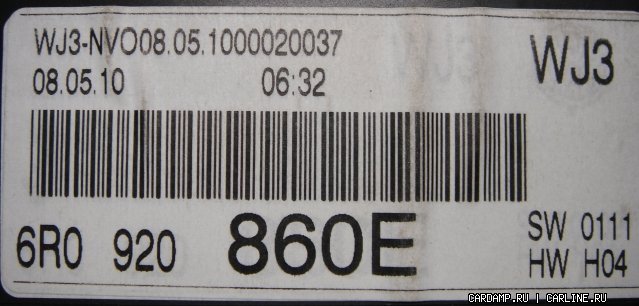 WJ3-NVO08.05.1000020037
WJ3
08.05.10 06:32
6R0 920 860E
SW 0111
HW H04
CARDAMP.RU | CARLINE.RU